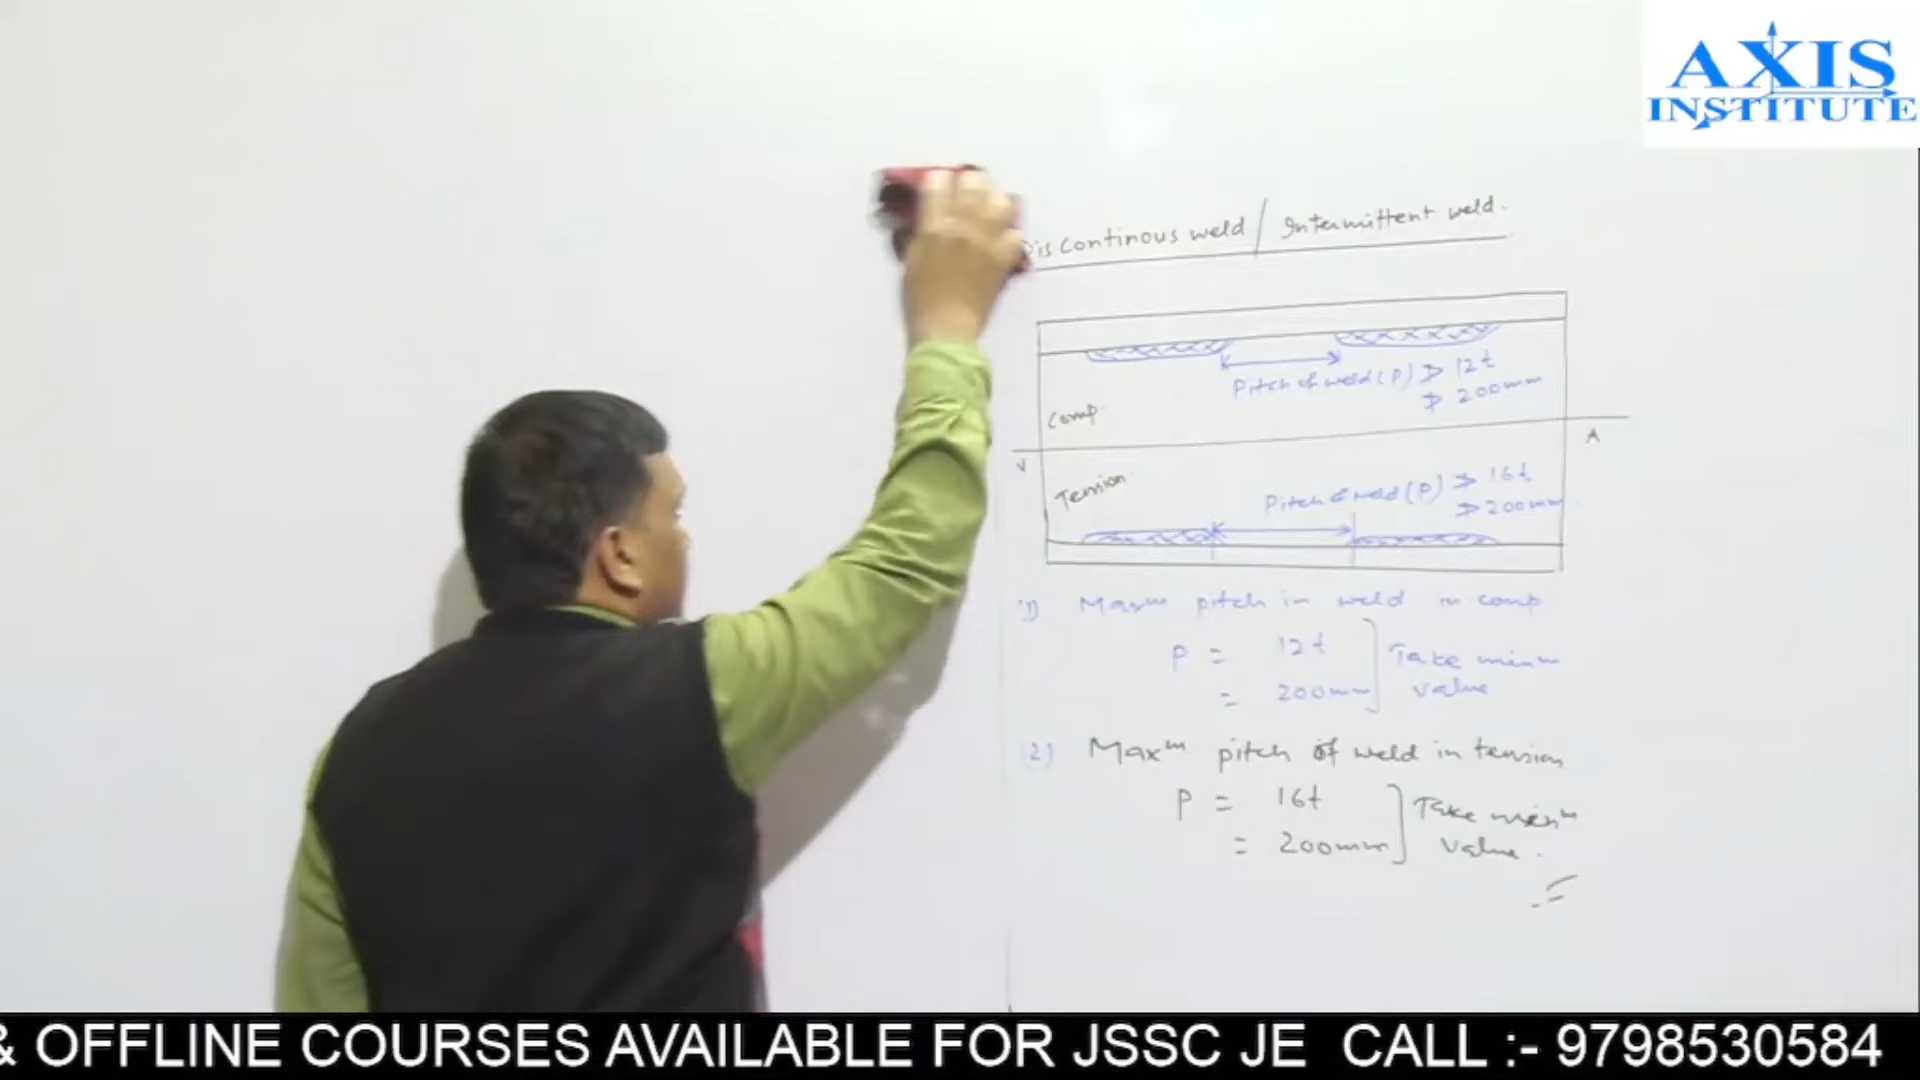 AXIS
INSTITUTE
Discontinous weld / Intermittent weld.
Pitch of weld (P) ≯ 12t
≯ 200mm
Comp.
A
Tension
Pitch of weld (P) ≯ 16t
≯ 200mm
(1) Maxᵐ pitch in weld in comp
P = 12t
= 200mm
Take minᵐ
value
(2) Maxᵐ pitch of weld in tension
P = 16t
= 200mm
Take minᵐ
value.
& OFFLINE COURSES AVAILABLE FOR JSSC JE CALL :- 9798530584